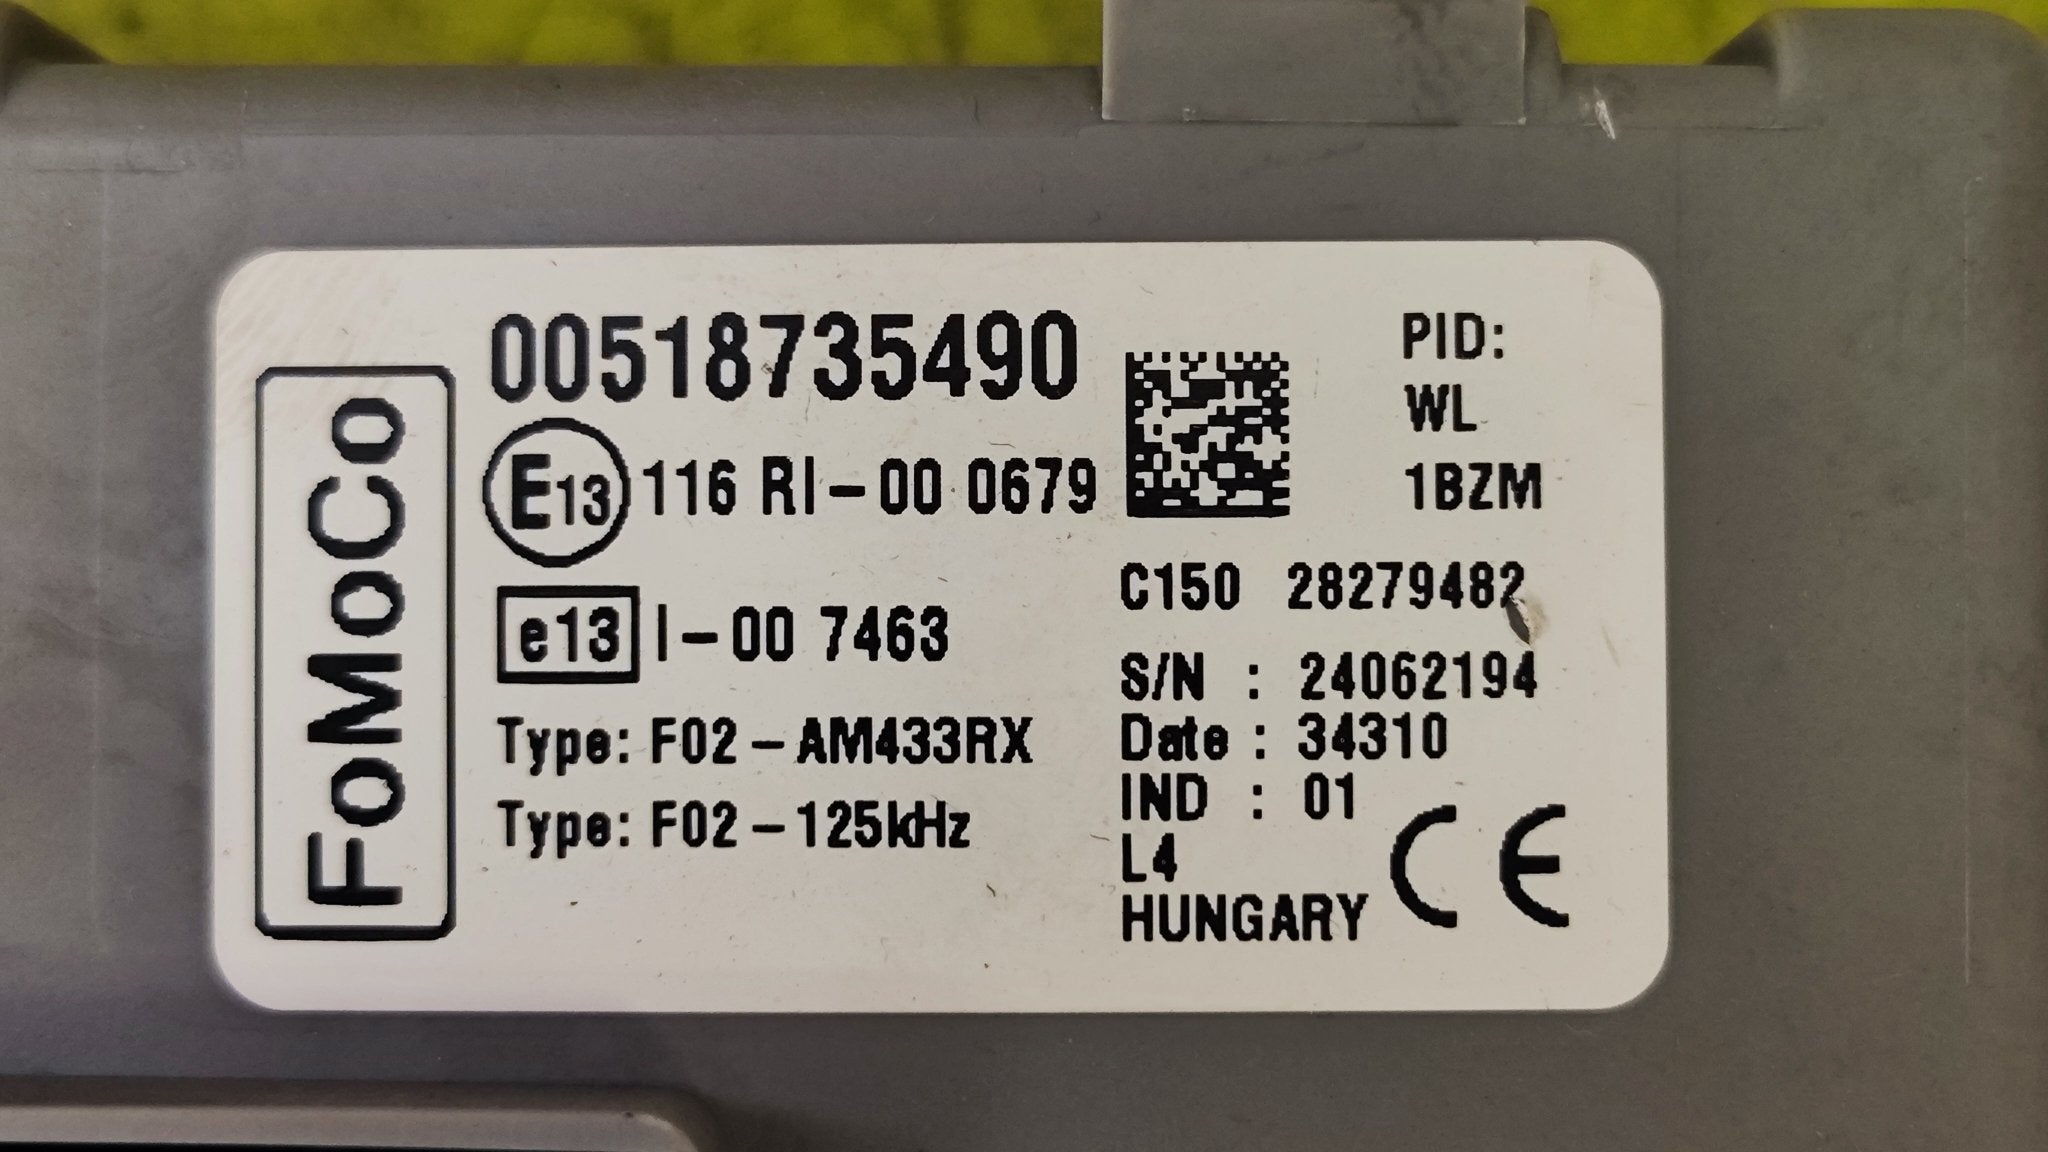 FoMoCo
00518735490
E13 116 RI-00 0679
e13 I-00 7463
Type: F02-AM433RX
Type: F02-125kHz
PID:
WL
1BZM
C150 28279482
S/N : 24062194
Date : 34310
IND : 01
L4
HUNGARY
CE